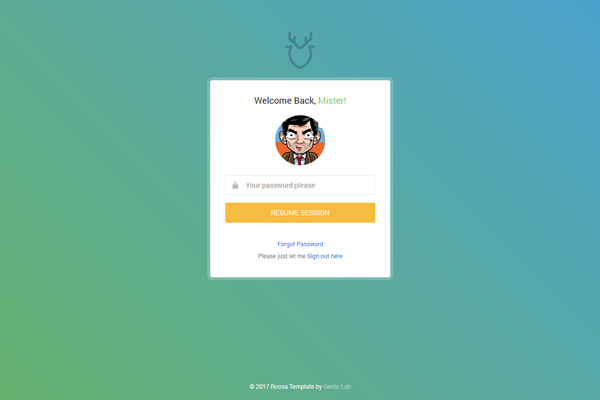 Welcome Back, Mister!
Your password please
RESUME SESSION
Forgot Password
Please just let me Sign out here
© 2017 Roosa Template by Gento Lab